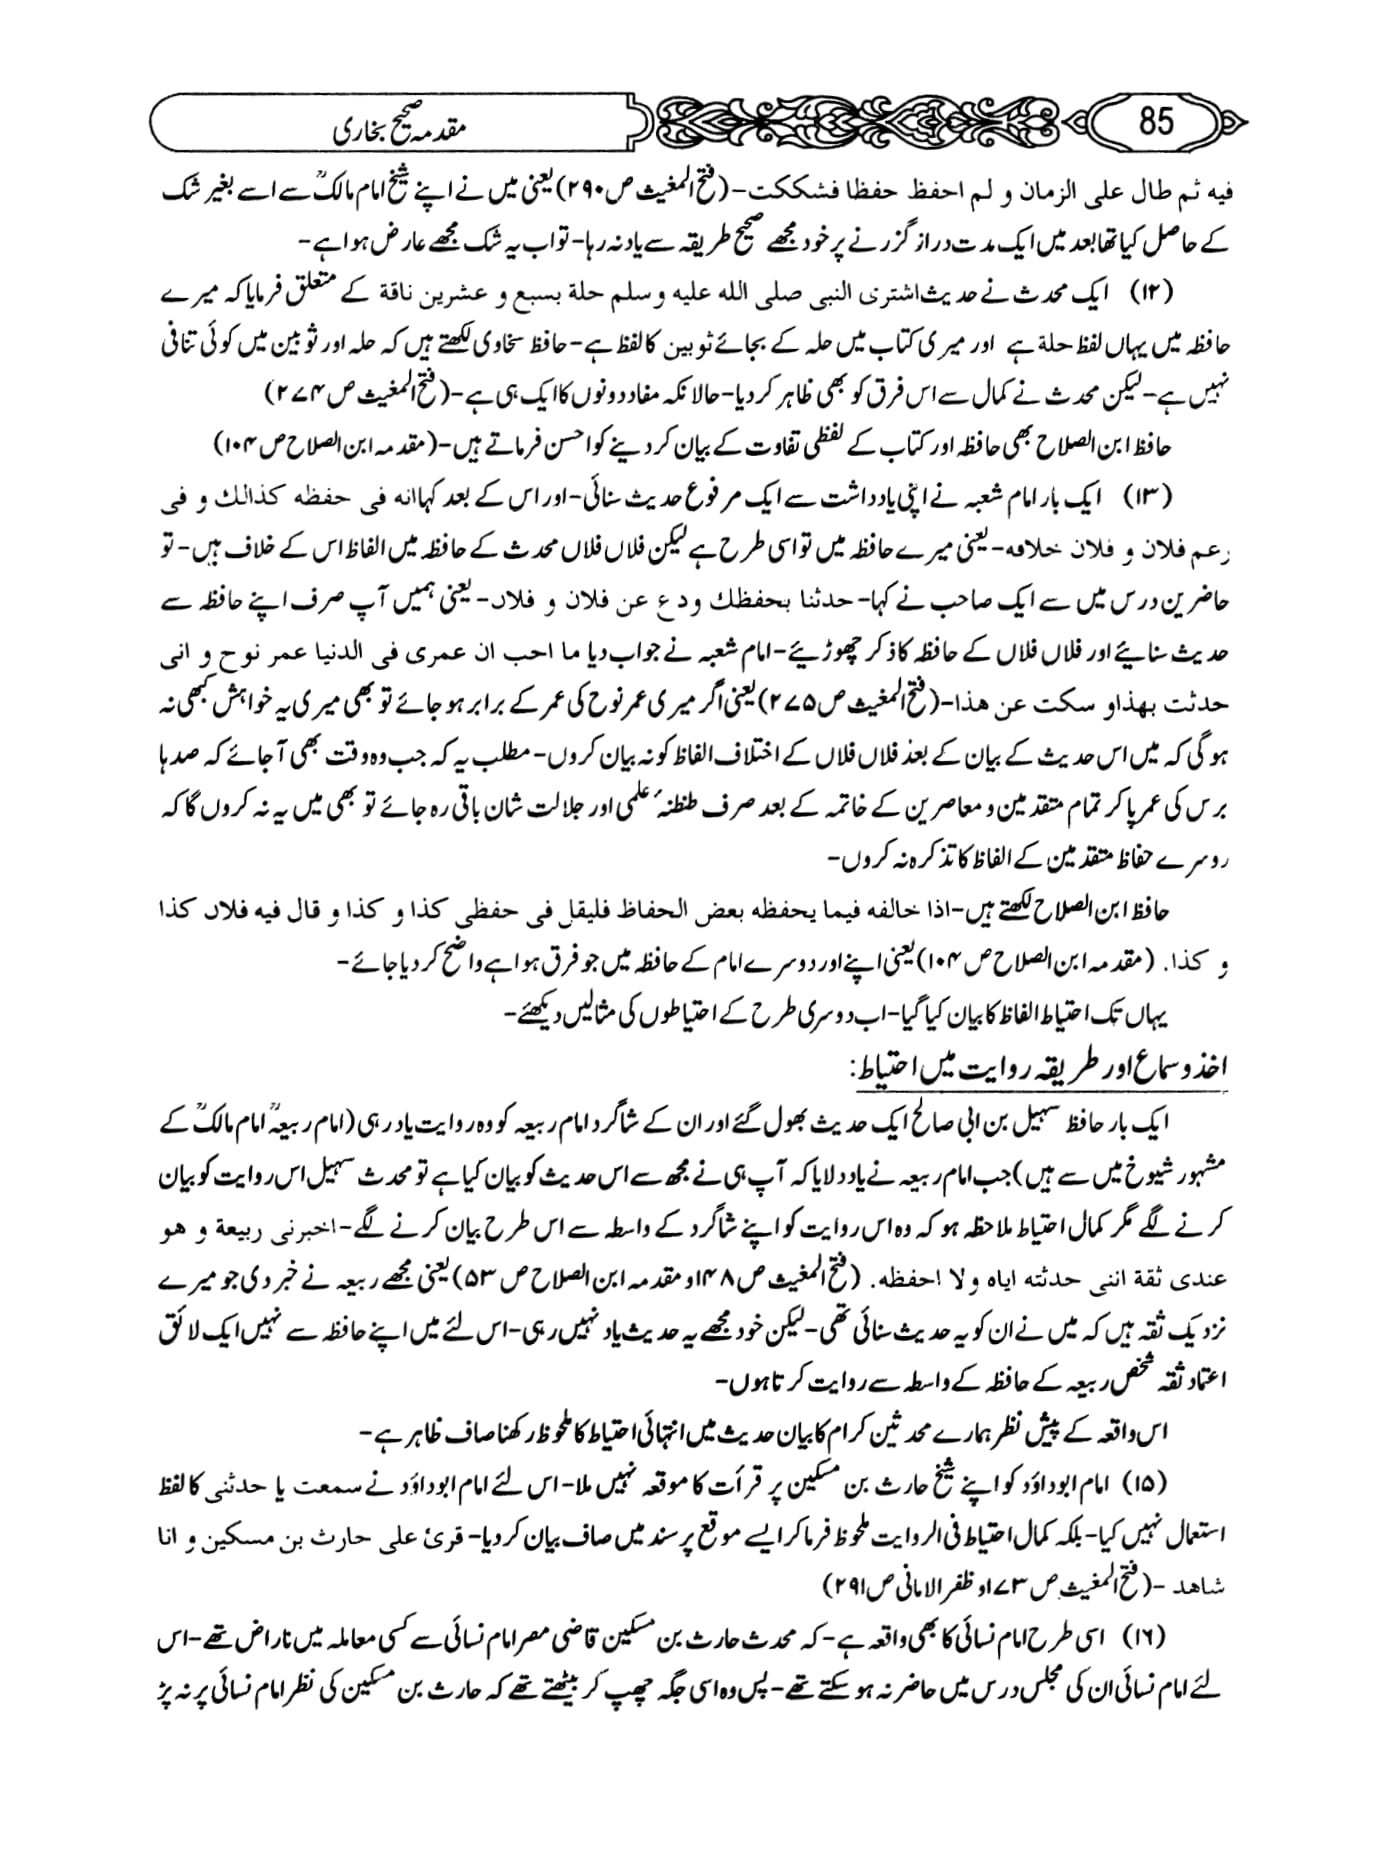 85
مقدمہ صحیح بخاری
فیه ثم طال علی الزمان و لم احفظ حفظا فشککت-(فتح المغیث ص۲۹۰) یعنی میں نے اپنے شیخ امام مالکؒ سے اسے بغیر شک
کے حاصل کیا تھا بعد میں ایک مدت دراز گزرنے پر خود مجھے صحیح طریقہ سے یاد نہ رہا- تو اب یہ شک مجھے عارض ہوا ہے-
(۱۲) ایک محدث نے حدیث اشتری النبی صلی الله علیه وسلم حلة بسبع و عشرین ناقة کے متعلق فرمایا کہ میرے
حافظہ میں یہاں لفظ حلة ہے اور میری کتاب میں حلہ کے بجائے ثوبین کا لفظ ہے- حافظ سخاوی لکھتے ہیں کہ حلہ اور ثوبین میں کوئی تنافی
نہیں ہے- لیکن محدث نے کمال سے اس فرق کو بھی ظاہر کر دیا- حالانکہ مفاد دونوں کا ایک ہی ہے- (فتح المغیث ص۲۷۴)
حافظ ابن الصلاح بھی حافظہ اور کتاب کے لفظی تفاوت کے بیان کر دینے کو احسن فرماتے ہیں- (مقدمہ ابن الصلاح ص۱۰۴)
(۱۳) ایک بار امام شعبہ نے اپنی یادداشت سے ایک مرفوع حدیث سنائی- اور اس کے بعد کہا انه فی حفظه کذالك و فی
زعم فلان و فلان خلافه- یعنی میرے حافظہ میں تو اسی طرح ہے لیکن فلاں فلاں محدث کے حافظہ میں الفاظ اس کے خلاف ہیں- تو
حاضرین درس میں سے ایک صاحب نے کہا- حدثنا بحفظك ودع عن فلان و فلان- یعنی ہمیں آپ صرف اپنے حافظہ سے
حدیث سنایئے اور فلاں فلاں کے حافظہ کا ذکر چھوڑیئے- امام شعبہ نے جواب دیا ما احب ان عمری فی الدنیا عمر نوح و انی
حدثت بهذاو سکت عن هذا-(فتح المغیث ص۲۷۵) یعنی اگر میری عمر نوح کی عمر کے برابر ہو جائے تو بھی میری یہ خواہش کبھی نہ
ہو گی کہ میں اس حدیث کے بیان کے بعد فلاں فلاں کے اختلاف الفاظ کو نہ بیان کروں- مطلب یہ کہ جب وہ وقت بھی آ جائے کہ صدہا
برس کی عمر پا کر تمام متقدمین و معاصرین کے خاتمہ کے بعد صرف طنطنۂ علمی اور جلالت شان باقی رہ جائے تو بھی میں یہ نہ کروں گا کہ
دوسرے حفاظ متقدمین کے الفاظ کا تذکرہ نہ کروں-
حافظ ابن الصلاح لکھتے ہیں- اذا خالفه فیما یحفظه بعض الحفاظ فلیقل فی حفظی کذا و کذا و قال فیه فلاں کذا
و کذا. (مقدمہ ابن الصلاح ص۱۰۴) یعنی اپنے اور دوسرے امام کے حافظہ میں جو فرق ہوا ہے واضح کر دیا جائے-
یہاں تک احتیاط الفاظ کا بیان کیا گیا- اب دوسری طرح کے احتیاطوں کی مثالیں دیکھئے-
اخذ و سماع اور طریقہ روایت میں احتیاط:
ایک بار حافظ سہیل بن ابی صالح ایک حدیث بھول گئے اور ان کے شاگرد امام ربیعہ کو وہ روایت یاد رہی (امام ربیعہؒ امام مالکؒ کے
مشہور شیوخ میں سے ہیں) جب امام ربیعہ نے یاد دلایا کہ آپ ہی نے مجھ سے اس حدیث کو بیان کیا ہے تو محدث سہیل اس روایت کو بیان
کرنے لگے مگر کمال احتیاط ملاحظہ ہو کہ وہ اس روایت کو اپنے شاگرد کے واسطہ سے اس طرح بیان کرنے لگے- اخبرنی ربیعة و هو
عندی ثقة اننی حدثته ایاه ولا احفظه. (فتح المغیث ص۱۴۸ و مقدمہ ابن الصلاح ص۵۳) یعنی مجھے ربیعہ نے خبر دی جو میرے
نزدیک ثقہ ہیں کہ میں نے ان کو یہ حدیث سنائی تھی- لیکن خود مجھے یہ حدیث یاد نہیں رہی- اس لئے میں اپنے حافظہ سے نہیں ایک لائق
اعتماد ثقہ شخص ربیعہ کے حافظہ کے واسطہ سے روایت کرتا ہوں-
اس واقعہ کے پیش نظر ہمارے محدثین کرام کا بیان حدیث میں انتہائی احتیاط کا ملحوظ رکھنا صاف ظاہر ہے-
(۱۵) امام ابوداؤد کو اپنے شیخ حارث بن مسکین پر قرأت کا موقعہ نہیں ملا- اس لئے امام ابوداؤد نے سمعت یا حدثنی کا لفظ
استعمال نہیں کیا- بلکہ کمال احتیاط فی الروایت ملحوظ فرما کر ایسے موقع پر سند میں صاف بیان کر دیا- قرئ علی حارث بن مسکین و انا
شاهد -(فتح المغیث ص۱۷۳ و ظفر الامانی ص۲۹۱)
(۱۶) اسی طرح امام نسائی کا بھی واقعہ ہے- کہ محدث حارث بن مسکین قاضی مصر امام نسائی سے کسی معاملہ میں ناراض تھے- اس
لئے امام نسائی ان کی مجلس درس میں حاضر نہ ہو سکتے تھے- پس وہ اسی جگہ چھپ کر بیٹھتے تھے کہ حارث بن مسکین کی نظر امام نسائی پر نہ پڑ